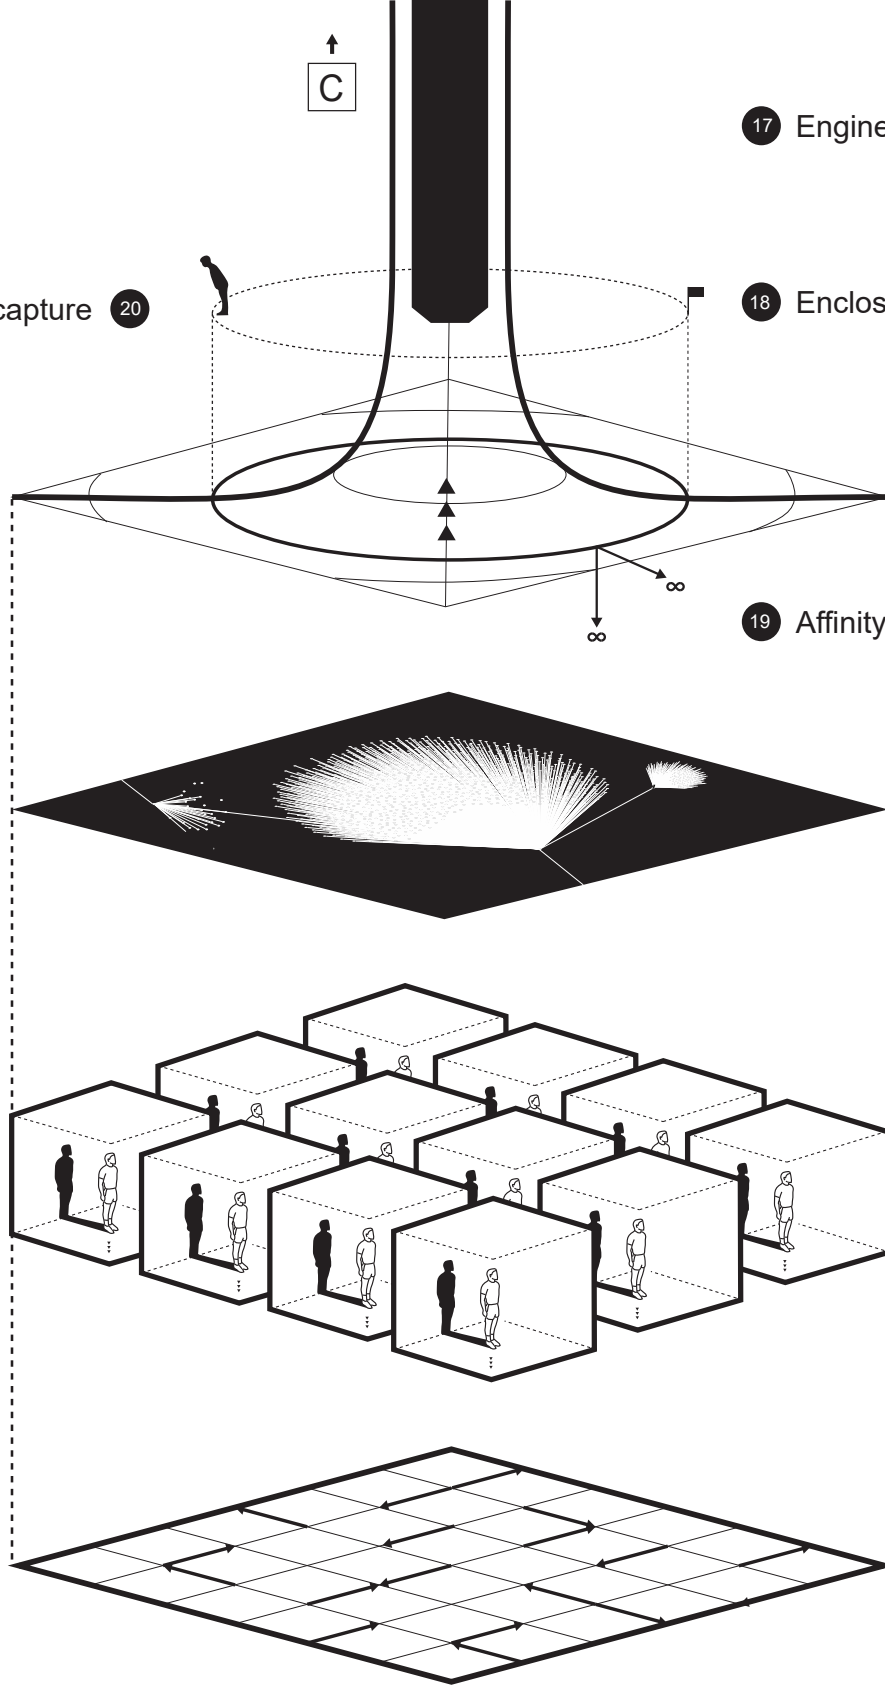 C
17 Engine
capture 20
18 Enclos
∞
∞
19 Affinity